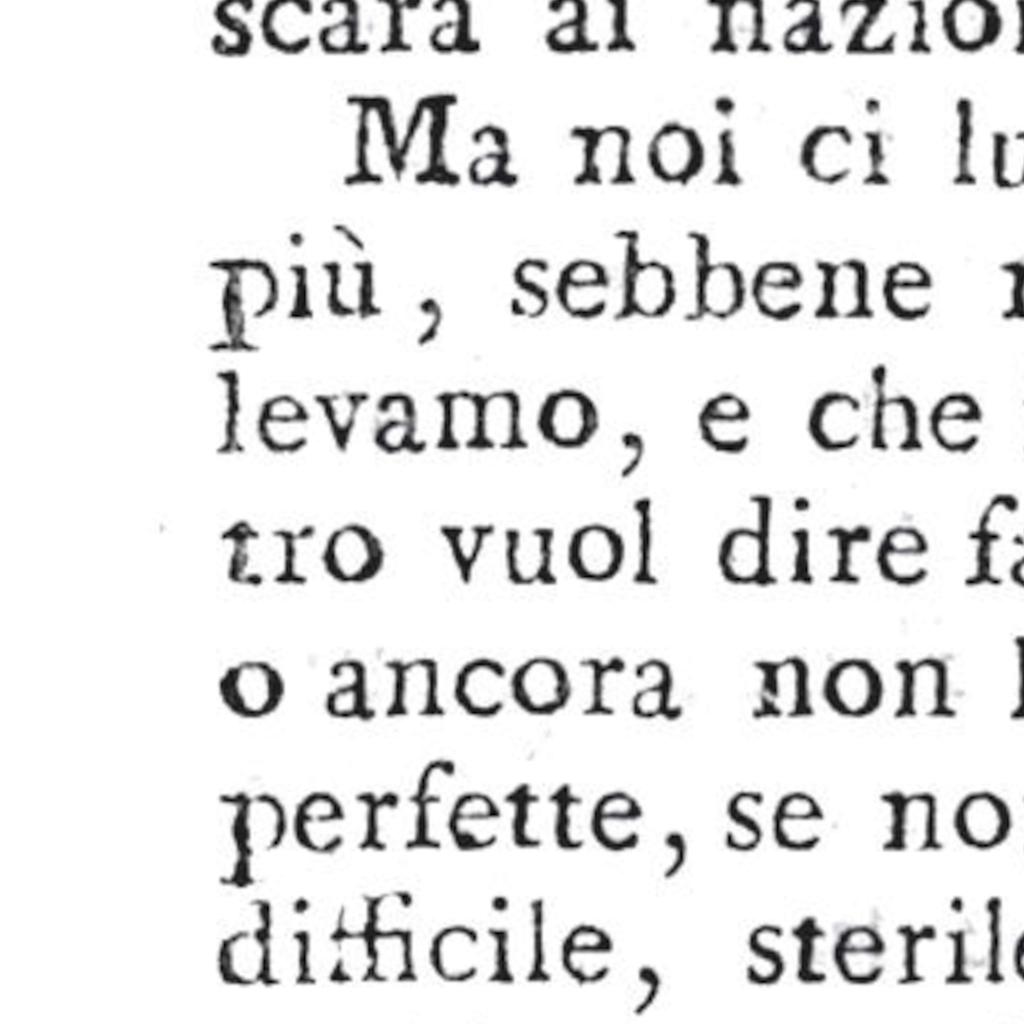 scara al nazio
Ma noi ci lu
più, sebbene
levamo, e che
tro vuol dire fa
o ancora non
perfette, se no
difficile, sterile